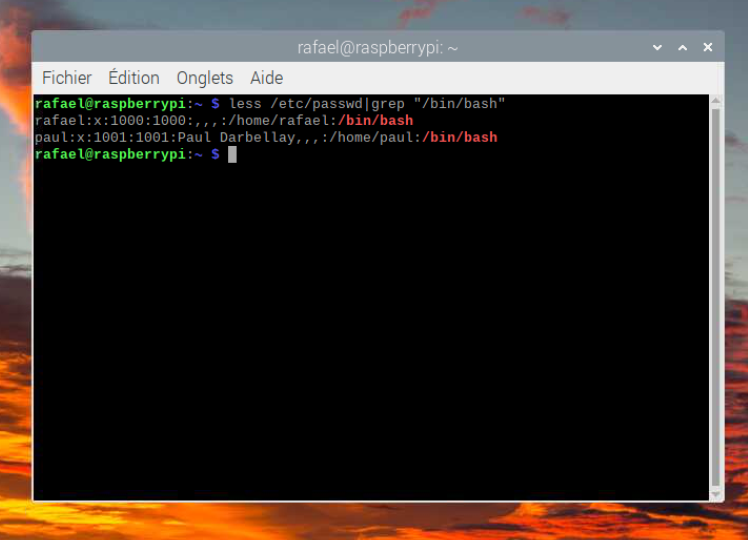 rafael@raspberrypi: ~
Fichier Édition Onglets Aide
rafael@raspberrypi:~ $ less /etc/passwd|grep "/bin/bash"
rafael:x:1000:1000:,,,:/home/rafael:/bin/bash
paul:x:1001:1001:Paul Darbellay,,,:/home/paul:/bin/bash
rafael@raspberrypi:~ $